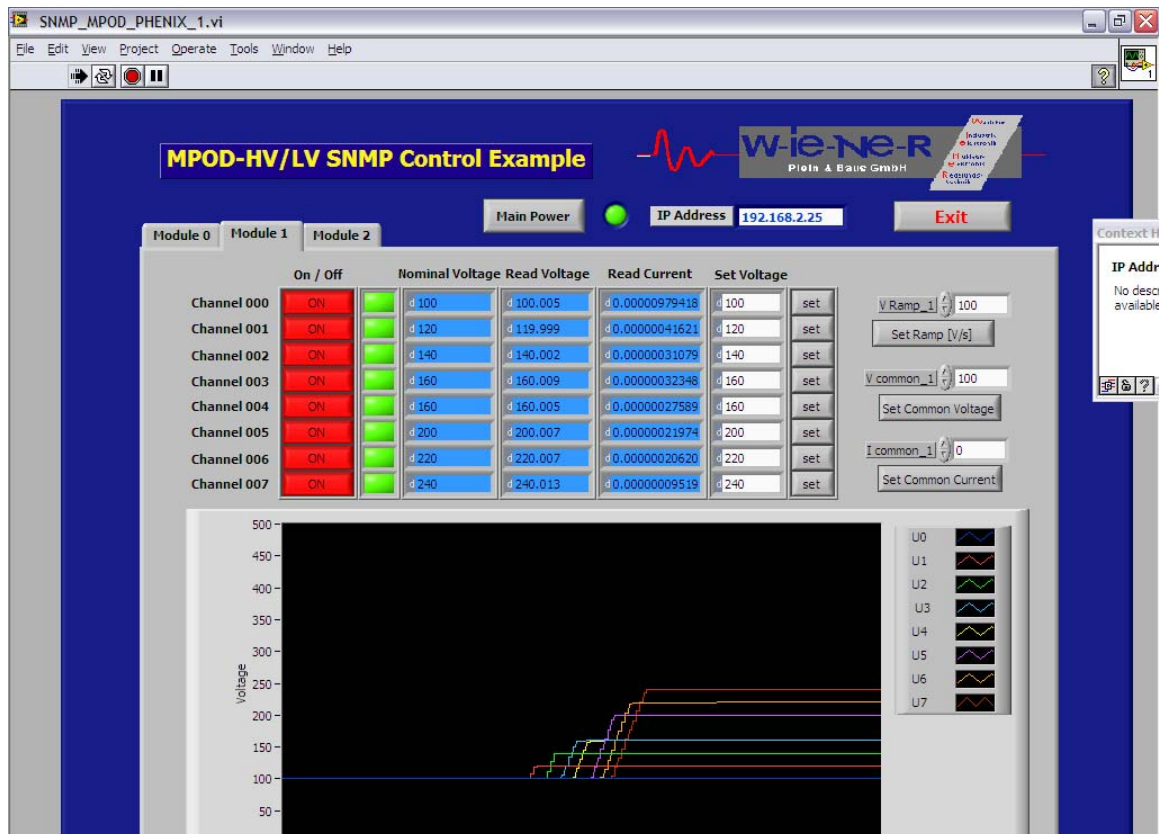 SNMP_MPOD_PHENIX_1.vi
File Edit View Project Operate Tools Window Help
1
MPOD-HV/LV SNMP Control Example
W-ie-Ne-R
Plein & Baus GmbH
Main Power
IP Address 192.168.2.25
Exit
Module 0 Module 1 Module 2
Context H
IP Addr
No descr
available
On / Off Nominal Voltage Read Voltage Read Current Set Voltage
Channel 000 ON d 100 d 100.005 d 0.00000979418 d 100 set
Channel 001 ON d 120 d 119.999 d 0.00000041621 d 120 set
Channel 002 ON d 140 d 140.002 d 0.00000031079 d 140 set
Channel 003 ON d 160 d 160.009 d 0.00000032348 d 160 set
Channel 004 ON d 160 d 160.005 d 0.00000027589 d 160 set
Channel 005 ON d 200 d 200.007 d 0.00000021974 d 200 set
Channel 006 ON d 220 d 220.007 d 0.00000020620 d 220 set
Channel 007 ON d 240 d 240.013 d 0.00000009519 d 240 set
V Ramp_1 100
Set Ramp [V/s]
V common_1 100
Set Common Voltage
I common_1 0
Set Common Current
Voltage
500
450
400
350
300
250
200
150
100
50
U0
U1
U2
U3
U4
U5
U6
U7